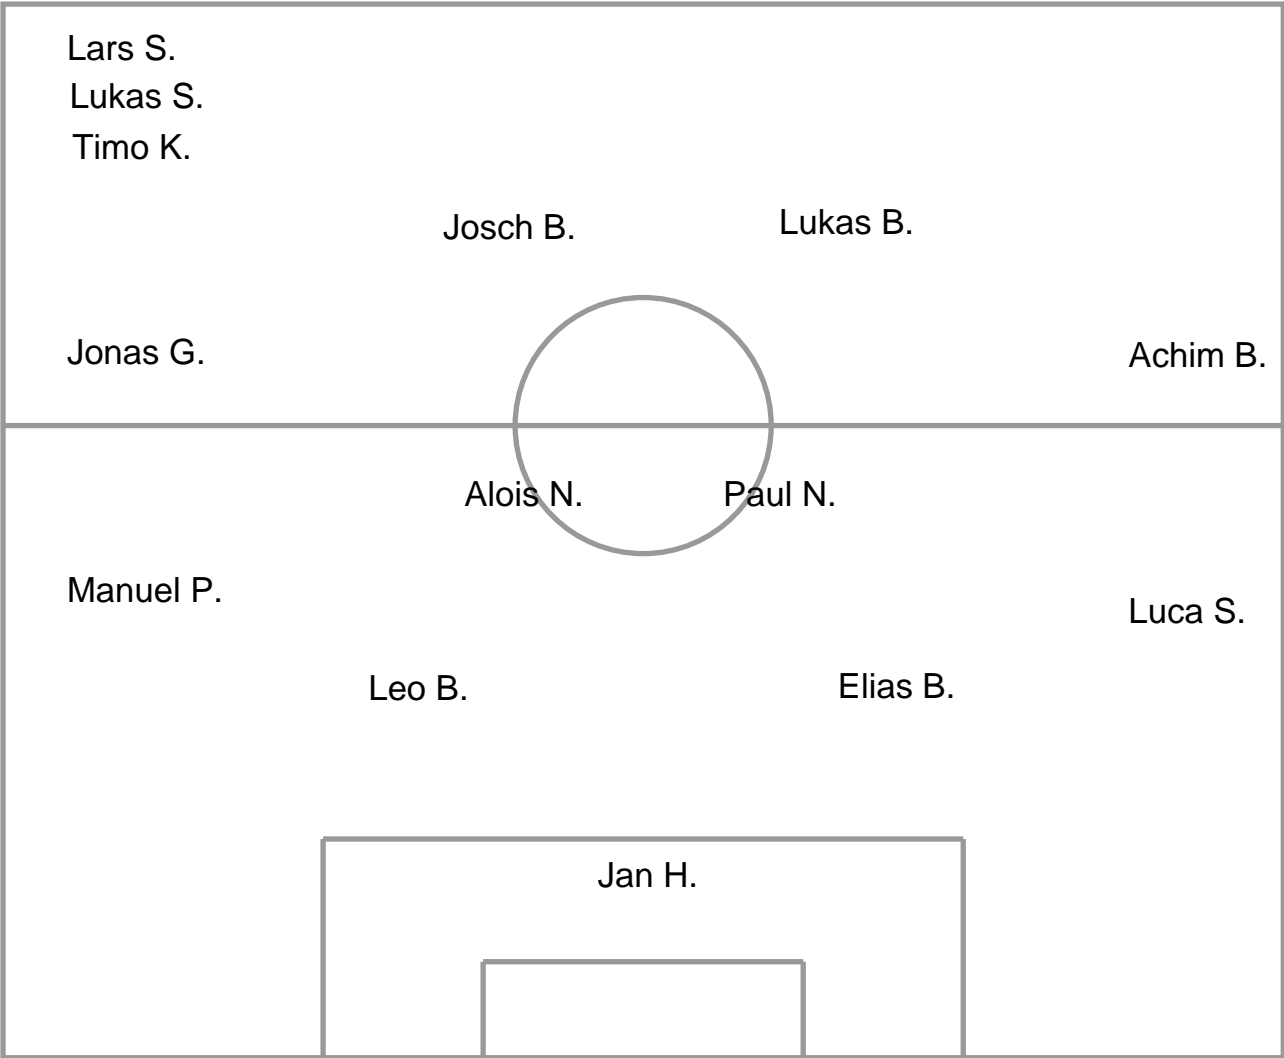 Lars S.
Lukas S.
Timo K.
Josch B.
Lukas B.
Jonas G.
Achim B.
Alois N.
Paul N.
Manuel P.
Luca S.
Leo B.
Elias B.
Jan H.